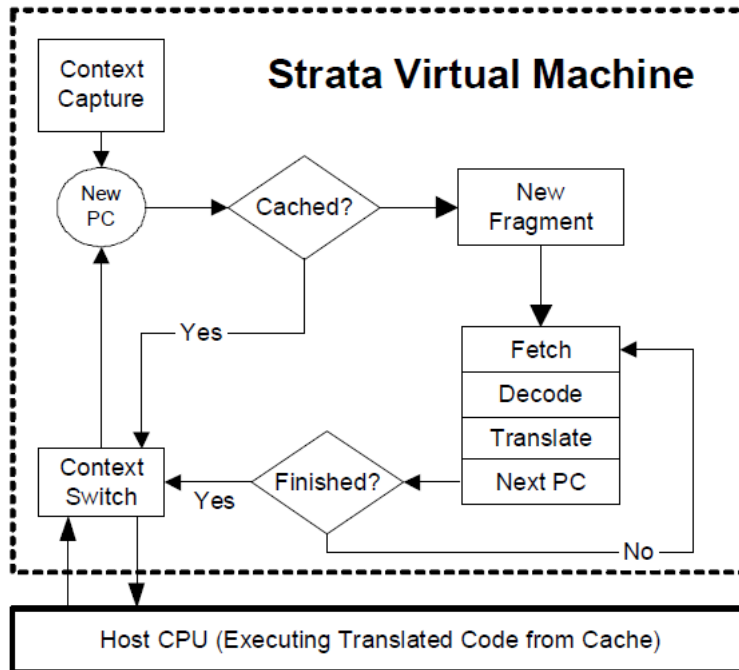 Context
Capture
Strata Virtual Machine
New
PC
Cached?
New
Fragment
Yes
Fetch
Decode
Translate
Next PC
Context
Switch
Yes
Finished?
No
Host CPU (Executing Translated Code from Cache)